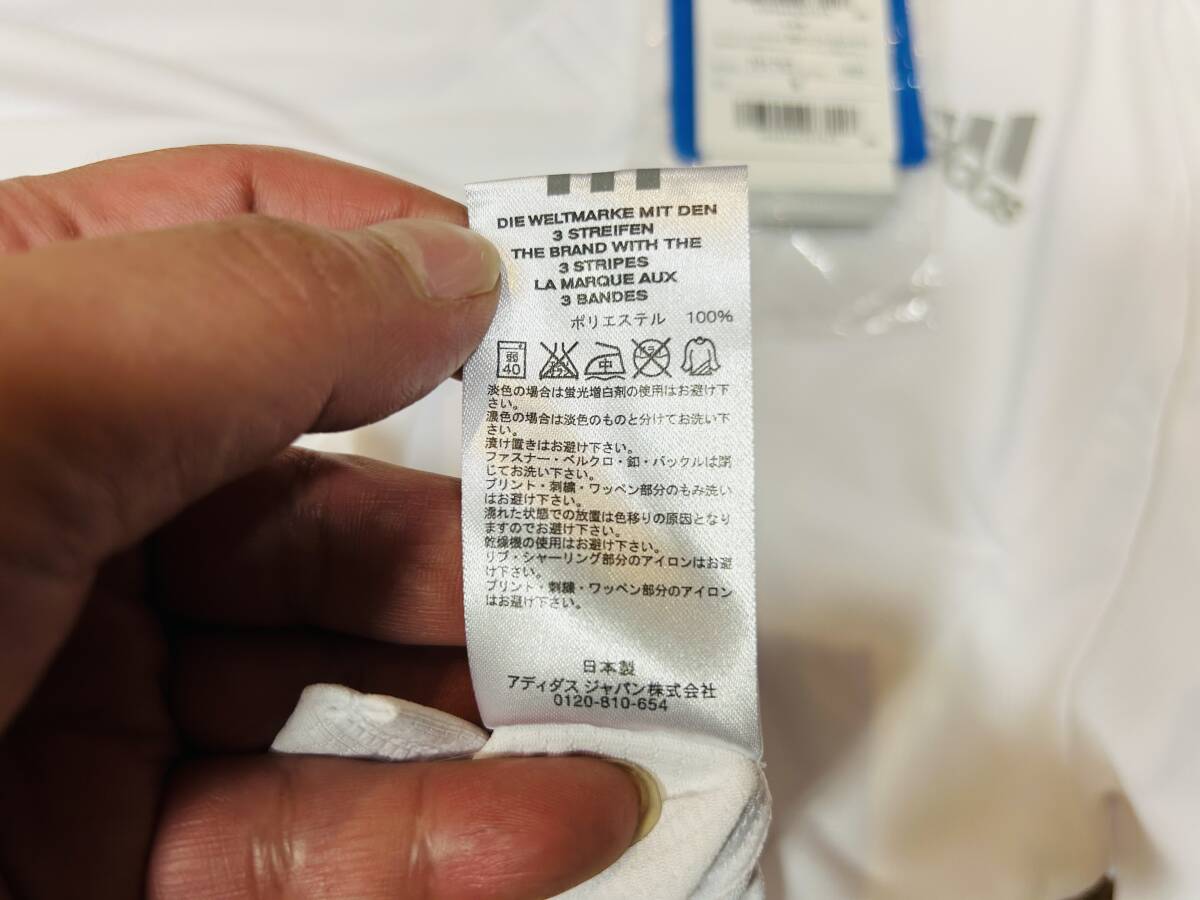 DIE WELTMARKE MIT DEN
3 STREIFEN
THE BRAND WITH THE
3 STRIPES
LA MARQUE AUX
3 BANDES
ポリエステル 100%
弱
40
中
淡色の場合は蛍光増白剤の使用はお避け下
さい。
濃色の場合は淡色のものと分けてお洗い下
さい。
漬け置きはお避け下さい。
ファスナー・ベルクロ・釦・バックルは閉
じてお洗い下さい。
プリント・刺繍・ワッペン部分のもみ洗い
はお避け下さい。
濡れた状態での放置は色移りの原因となり
ますのでお避け下さい。
乾燥機の使用はお避け下さい。
リブ・シャーリング部分のアイロンはお避
け下さい。
プリント・刺繍・ワッペン部分のアイロン
はお避け下さい。
日本製
アディダス ジャパン株式会社
0120-810-654